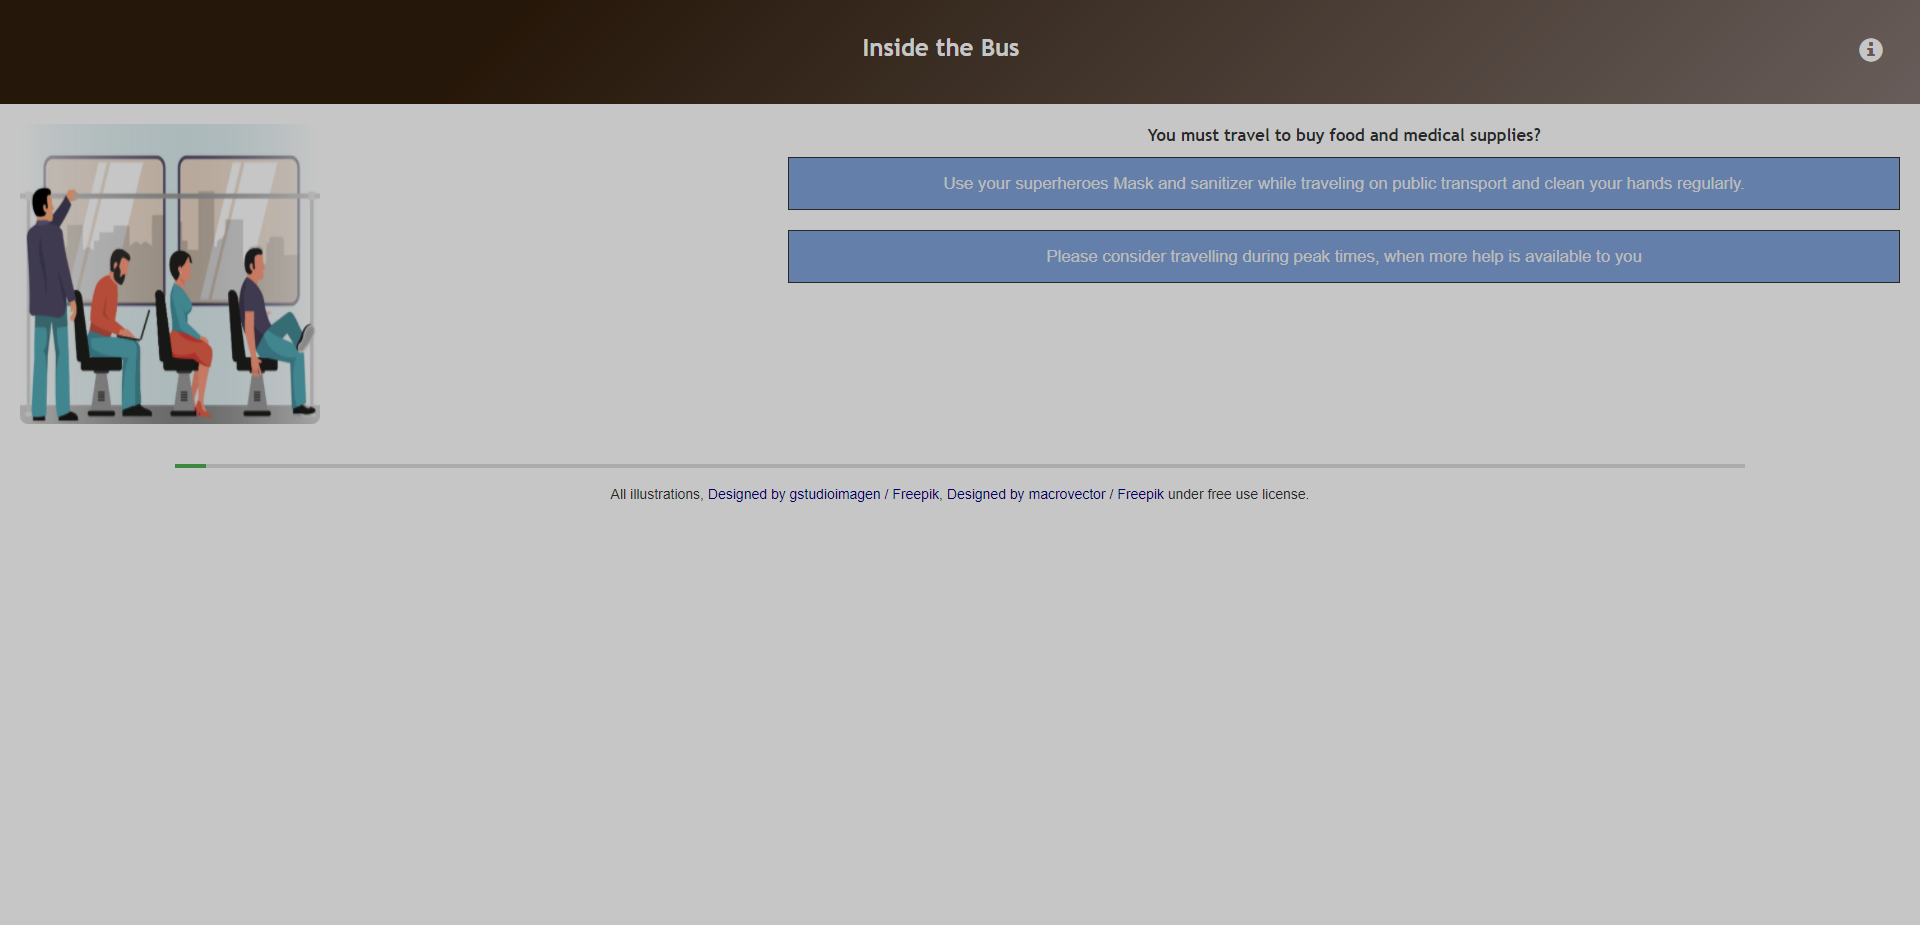 Inside the Bus
You must travel to buy food and medical supplies?
Use your superheroes Mask and sanitizer while traveling on public transport and clean your hands regularly.
Please consider travelling during peak times, when more help is available to you
All illustrations, Designed by gstudioimagen / Freepik, Designed by macrovector / Freepik under free use license.